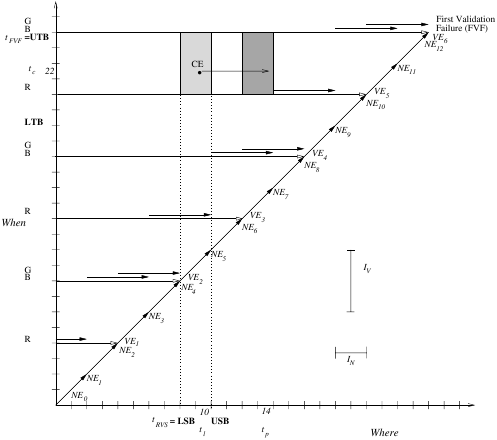 G
B
t_FVF =UTB
First Validation
Failure (FVF)
VE_6
NE_12
CE
t_c 22
NE_11
R
VE_5
NE_10
LTB
NE_9
G
B
VE_4
NE_8
NE_7
R
VE_3
NE_6
When
NE_5
I_V
G
B
VE_2
NE_4
NE_3
R
VE_1
NE_2
I_N
NE_1
NE_0
10 14
t_RVS = LSB USB
t_l t_p
Where